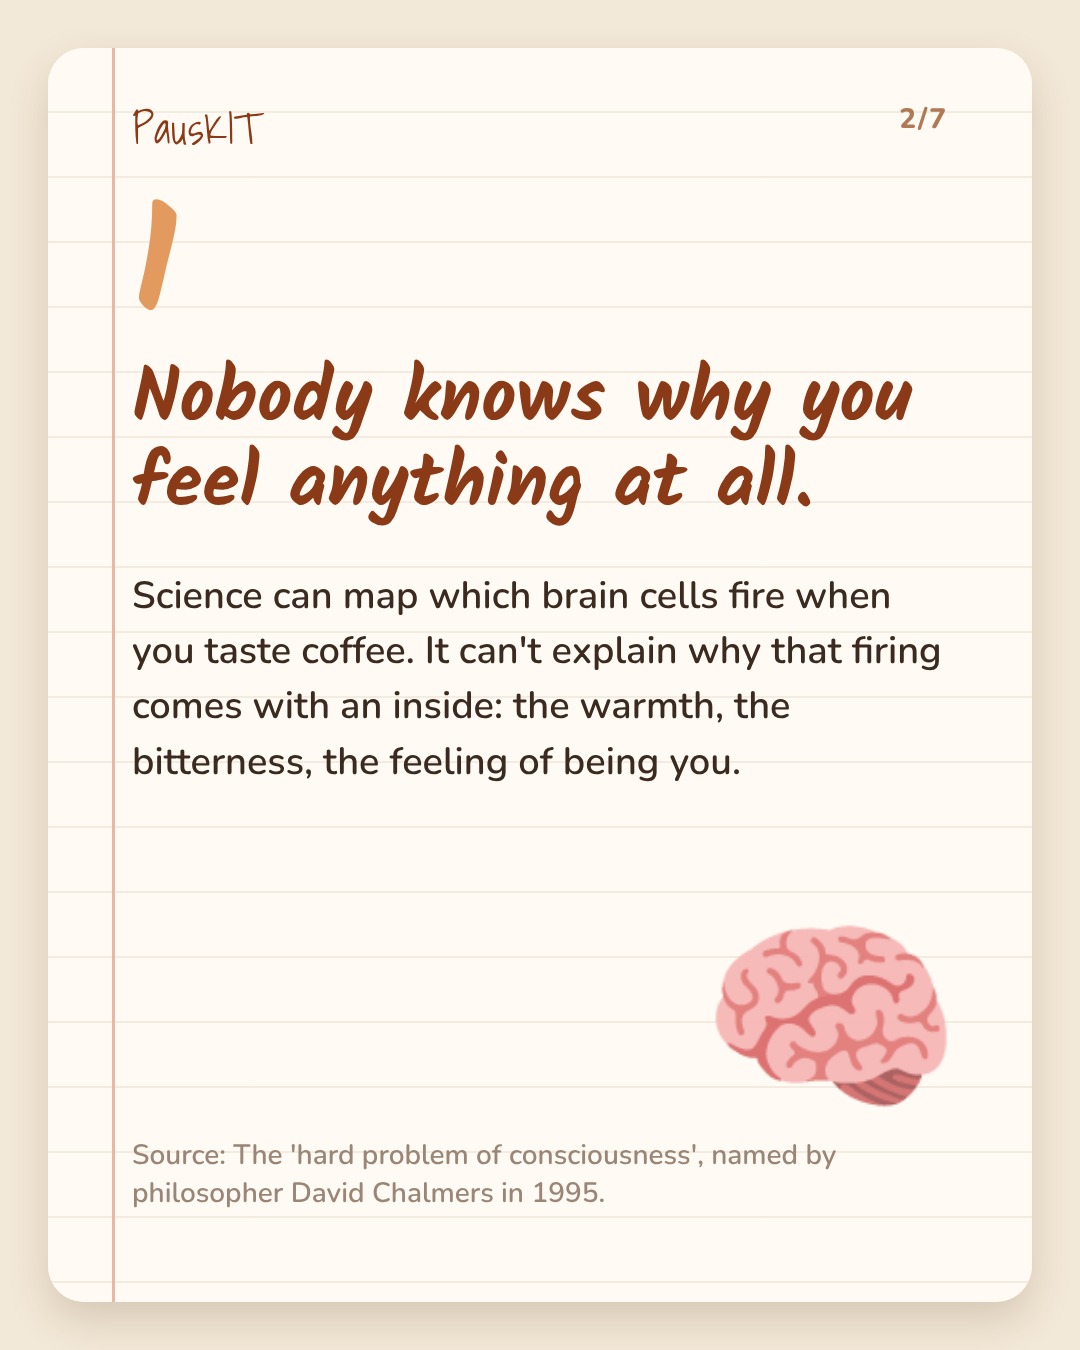 PausKIT
2/7
1
Nobody knows why you
feel anything at all.
Science can map which brain cells fire when
you taste coffee. It can't explain why that firing
comes with an inside: the warmth, the
bitterness, the feeling of being you.
Source: The 'hard problem of consciousness', named by
philosopher David Chalmers in 1995.